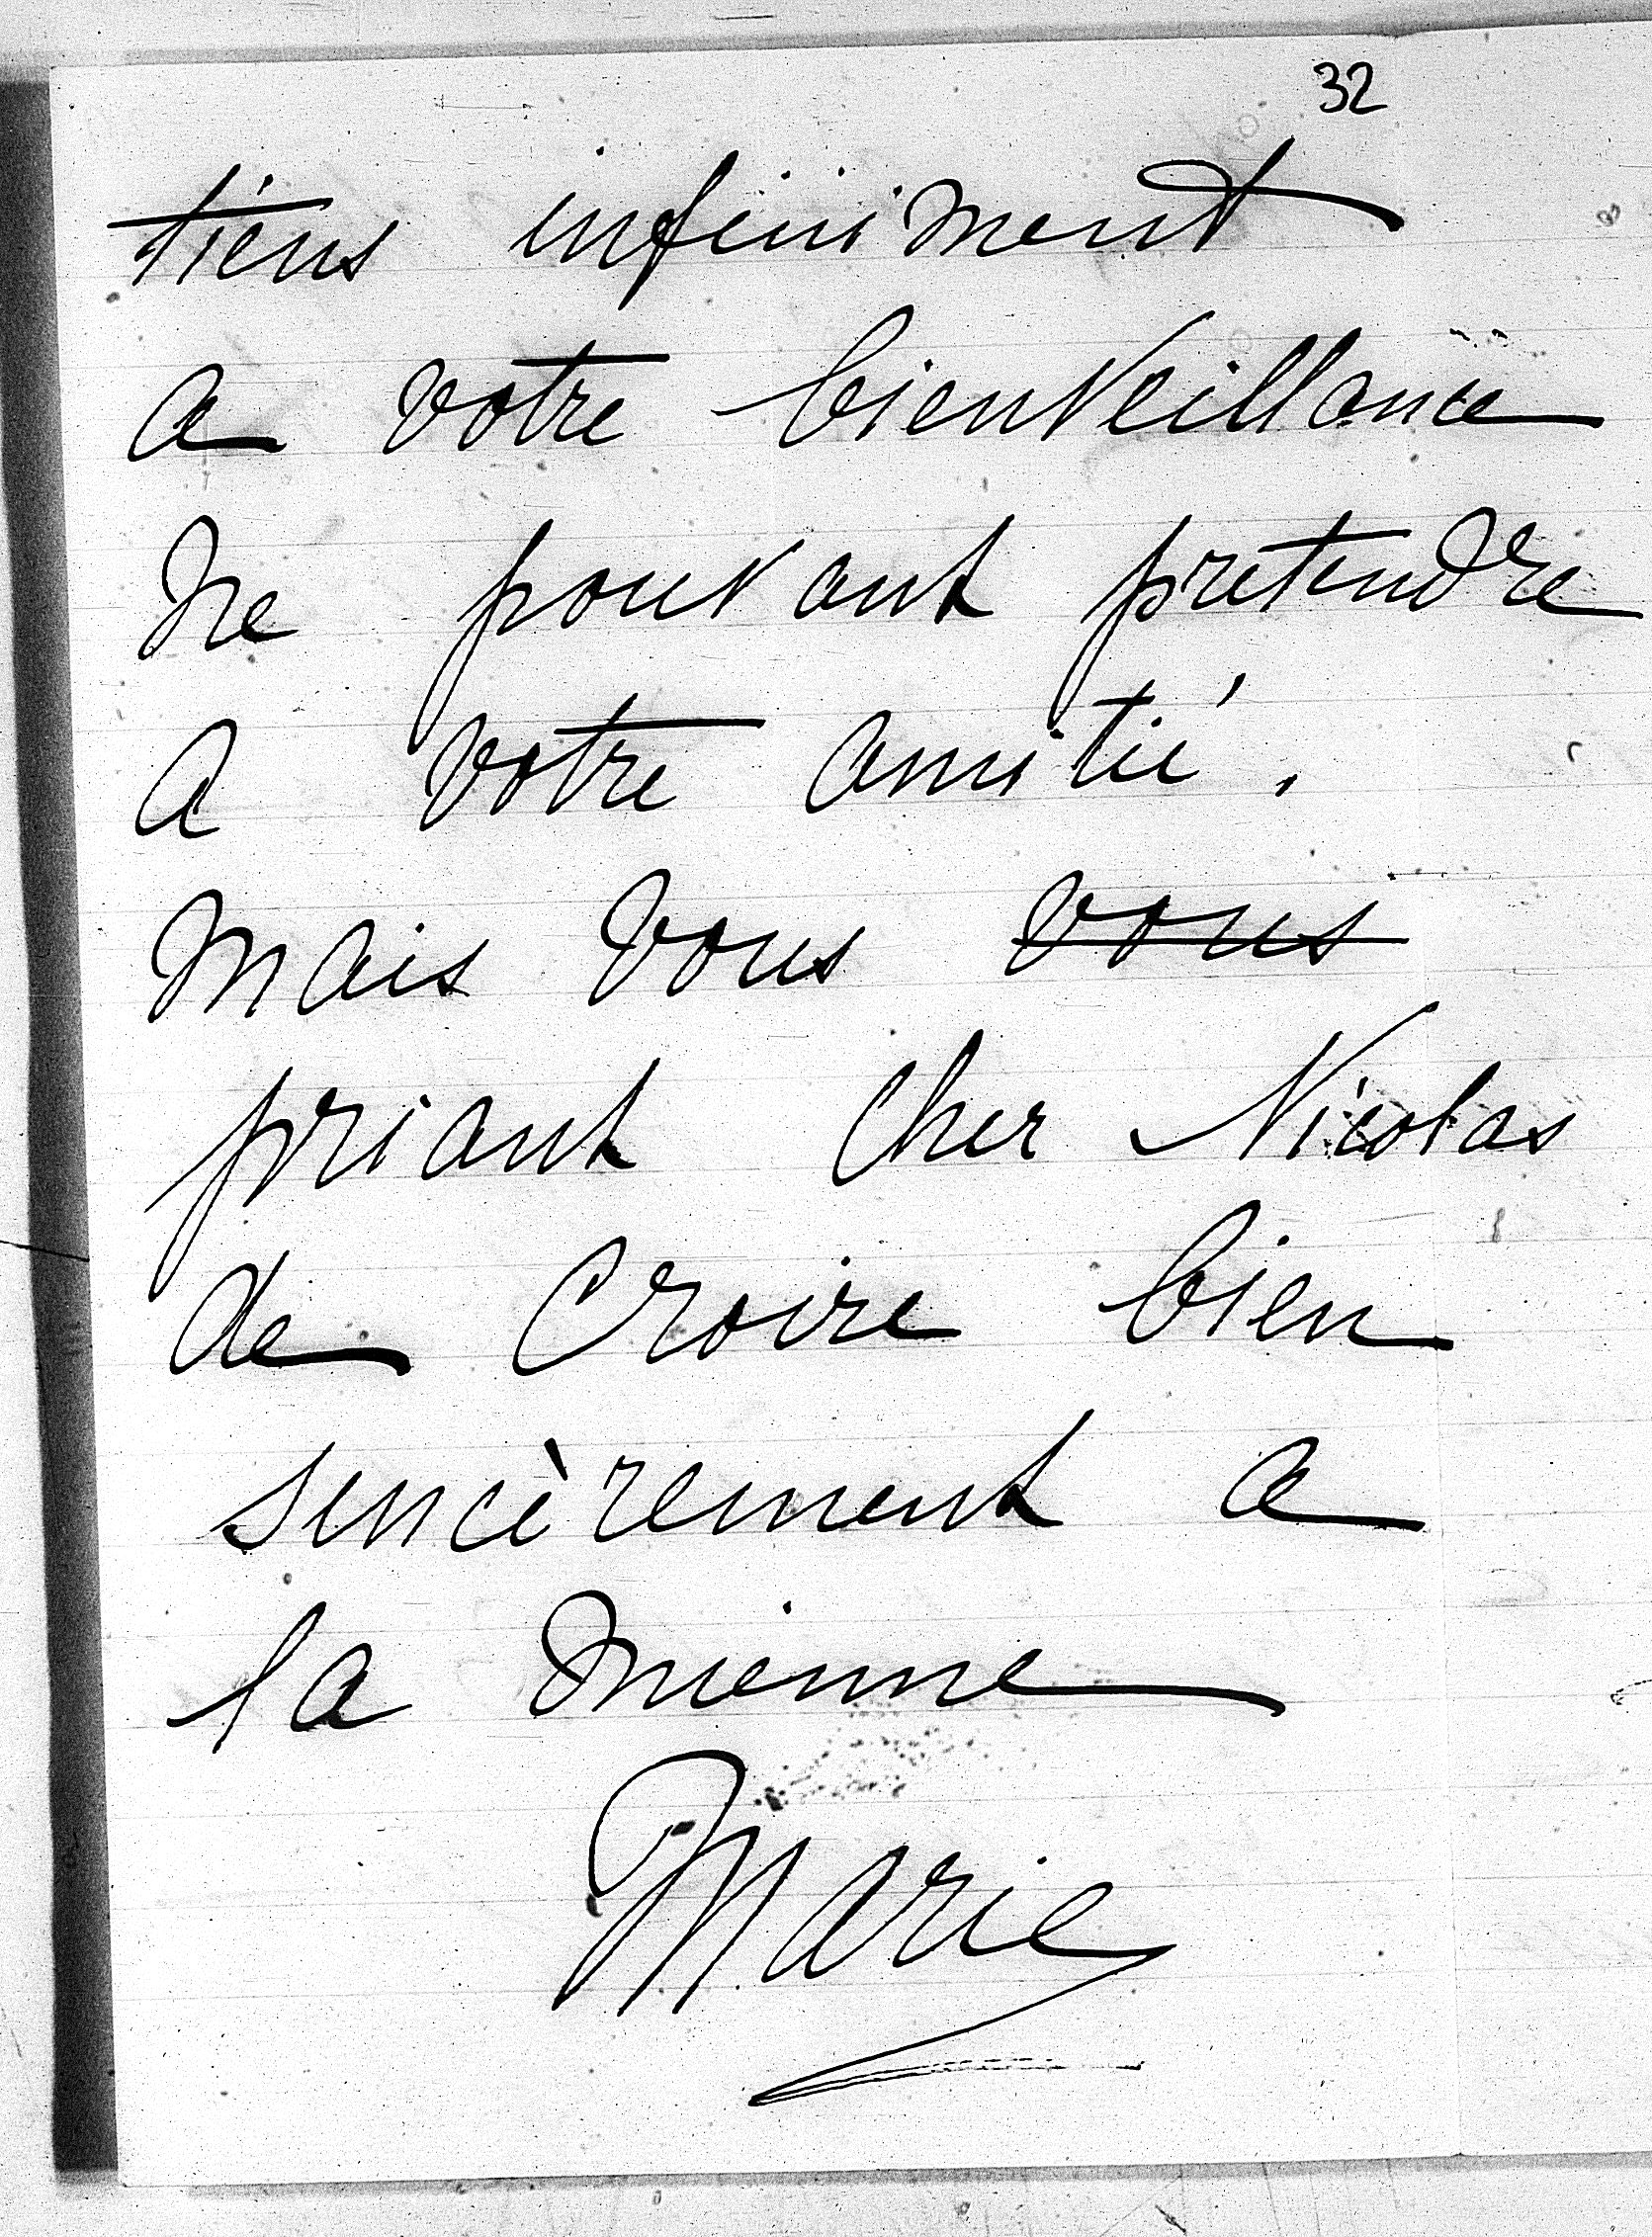 32
tiens infiniment
a votre bienveillance
ne pouvant pretendre
a votre amitié.
mais vous vous
priant cher Nicolas
de croire bien
sincèrement a
la mienne
Marie